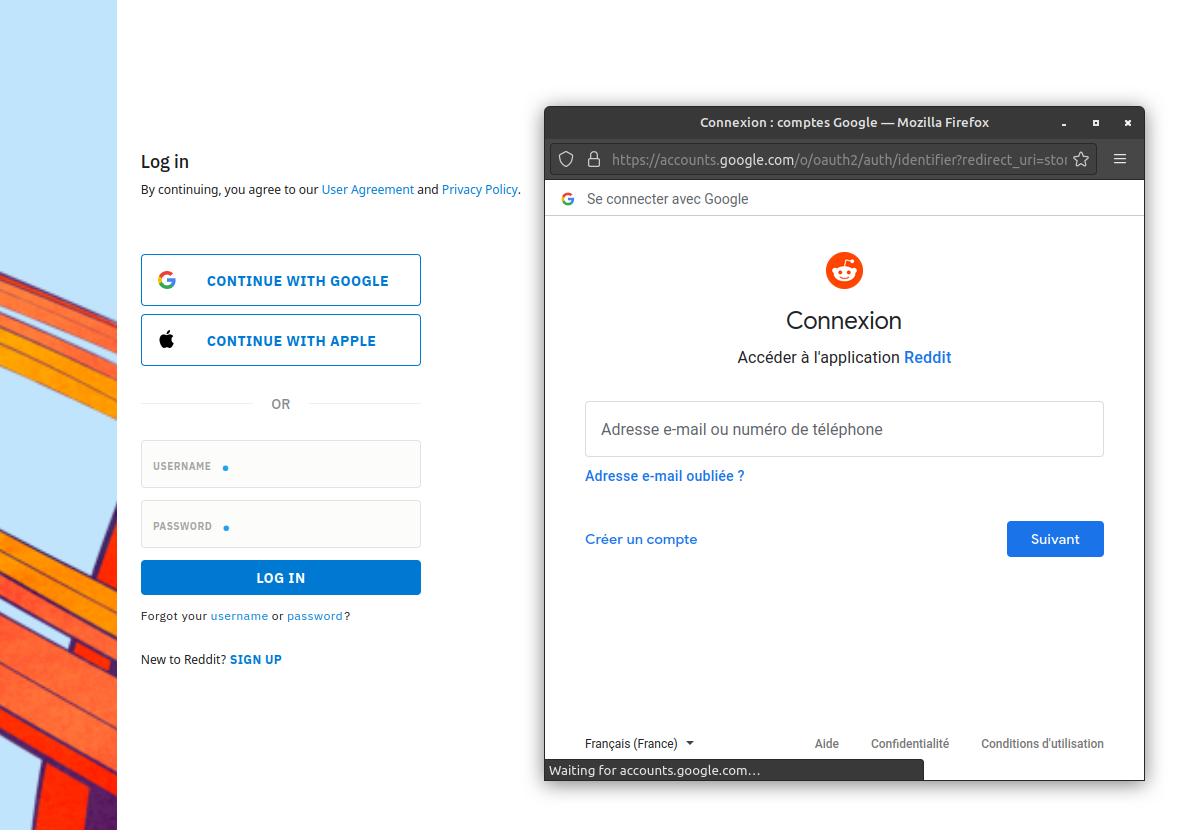 Log in
By continuing, you agree to our User Agreement and Privacy Policy.
CONTINUE WITH GOOGLE
CONTINUE WITH APPLE
OR
USERNAME
PASSWORD
LOG IN
Forgot your username or password?
New to Reddit? SIGN UP
Connexion : comptes Google — Mozilla Firefox
https://accounts.google.com/o/oauth2/auth/identifier?redirect_uri=stor
Se connecter avec Google
Connexion
Accéder à l'application Reddit
Adresse e-mail ou numéro de téléphone
Adresse e-mail oubliée ?
Créer un compte
Suivant
Français (France)
Aide
Confidentialité
Conditions d'utilisation
Waiting for accounts.google.com…